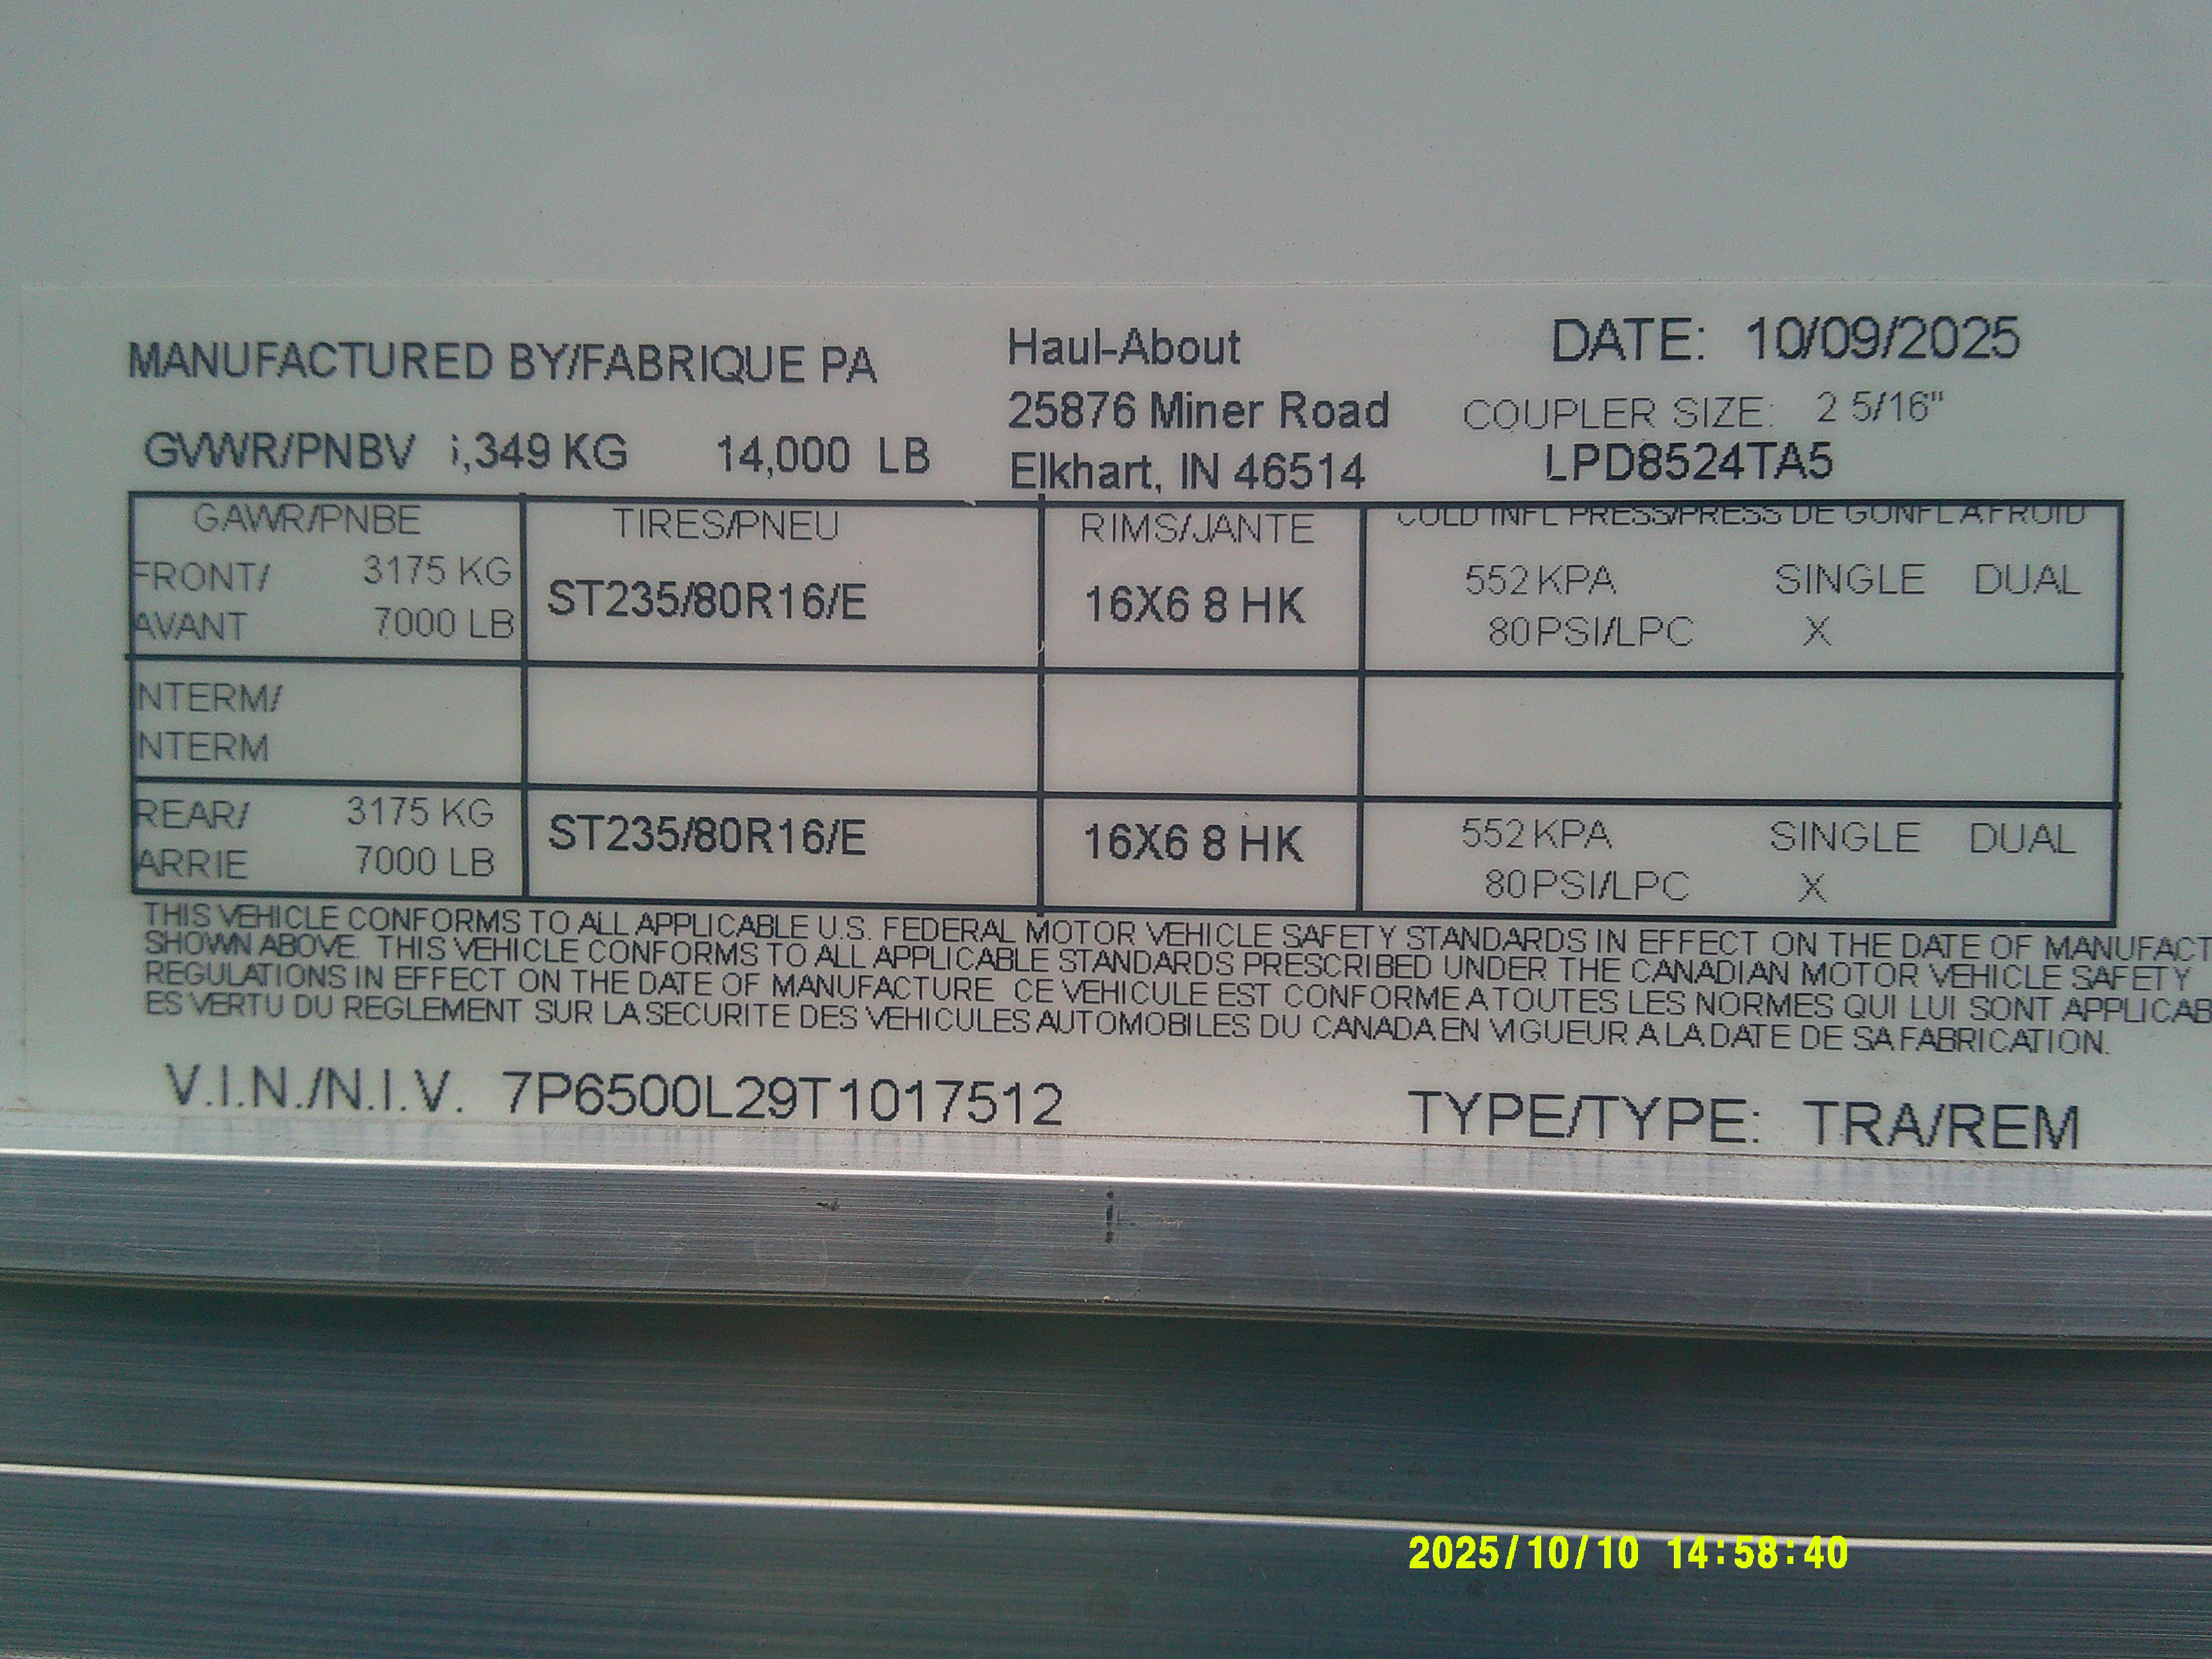 MANUFACTURED BY/FABRIQUE PA
Haul-About
25876 Miner Road
Elkhart, IN 46514
DATE: 10/09/2025
COUPLER SIZE: 2 5/16"
LPD8524TA5
GVWR/PNBV ,349 KG 14,000 LB
GAWR/PNBE TIRES/PNEU RIMS/JANTE COLD INFL PRESS/PRESS DE GONFL A FROID
FRONT/ 3175 KG ST235/80R16/E 16X6 8 HK 552 KPA SINGLE DUAL
AVANT 7000 LB 80 PSI/LPC X
NTERM/
NTERM
REAR/ 3175 KG ST235/80R16/E 16X6 8 HK 552 KPA SINGLE DUAL
ARRIE 7000 LB 80 PSI/LPC X
THIS VEHICLE CONFORMS TO ALL APPLICABLE U.S. FEDERAL MOTOR VEHICLE SAFETY STANDARDS IN EFFECT ON THE DATE OF MANUFACT
SHOWN ABOVE. THIS VEHICLE CONFORMS TO ALL APPLICABLE STANDARDS PRESCRIBED UNDER THE CANADIAN MOTOR VEHICLE SAFETY
REGULATIONS IN EFFECT ON THE DATE OF MANUFACTURE CE VEHICULE EST CONFORME A TOUTES LES NORMES QUI LUI SONT APPLICAB
ES VERTU DU REGLEMENT SUR LA SECURITE DES VEHICULES AUTOMOBILES DU CANADA EN VIGUEUR A LA DATE DE SA FABRICATION.
V.I.N./N.I.V. 7P6500L29T1017512 TYPE/TYPE: TRA/REM
2025/10/10 14:58:40